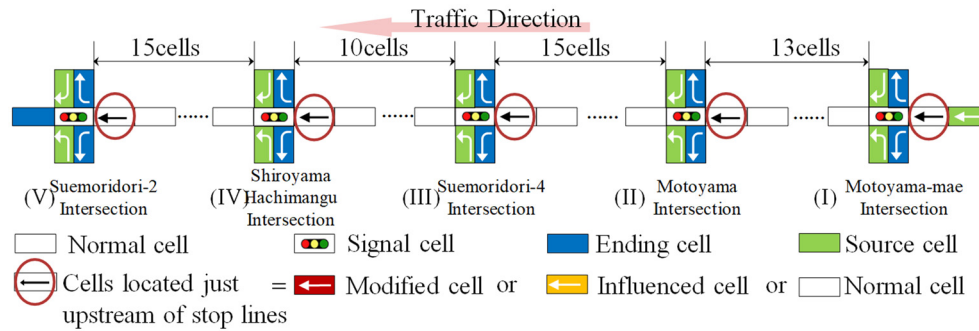 Traffic Direction
15cells
10cells
15cells
13cells
(V)
Suemoridori-2
Intersection
(IV)
Shiroyama
Hachimangu
Intersection
(III)
Suemoridori-4
Intersection
(II)
Motoyama
Intersection
(I)
Motoyama-mae
Intersection
Normal cell
Signal cell
Ending cell
Source cell
Cells located just
upstream of stop lines
=
Modified cell or
Influenced cell or
Normal cell